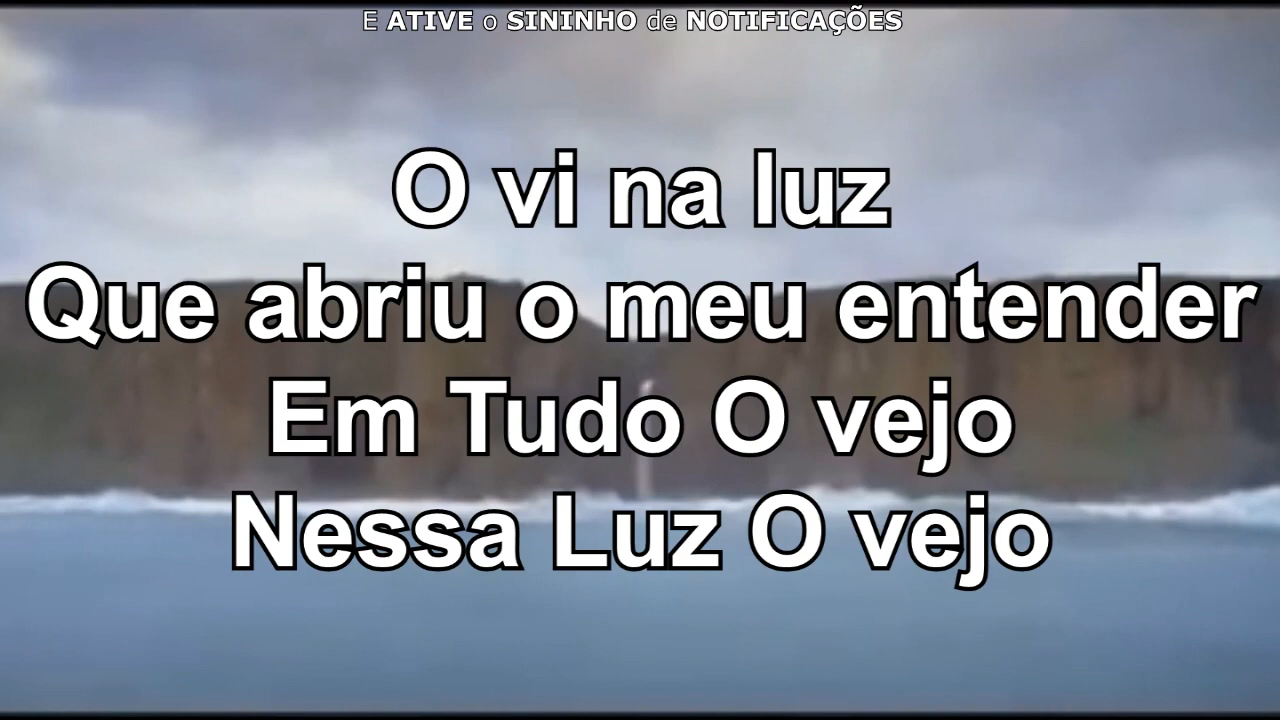 E ATIVE o SININHO de NOTIFICAÇÕES
O vi na luz
Que abriu o meu entender
Em Tudo O vejo
Nessa Luz O vejo